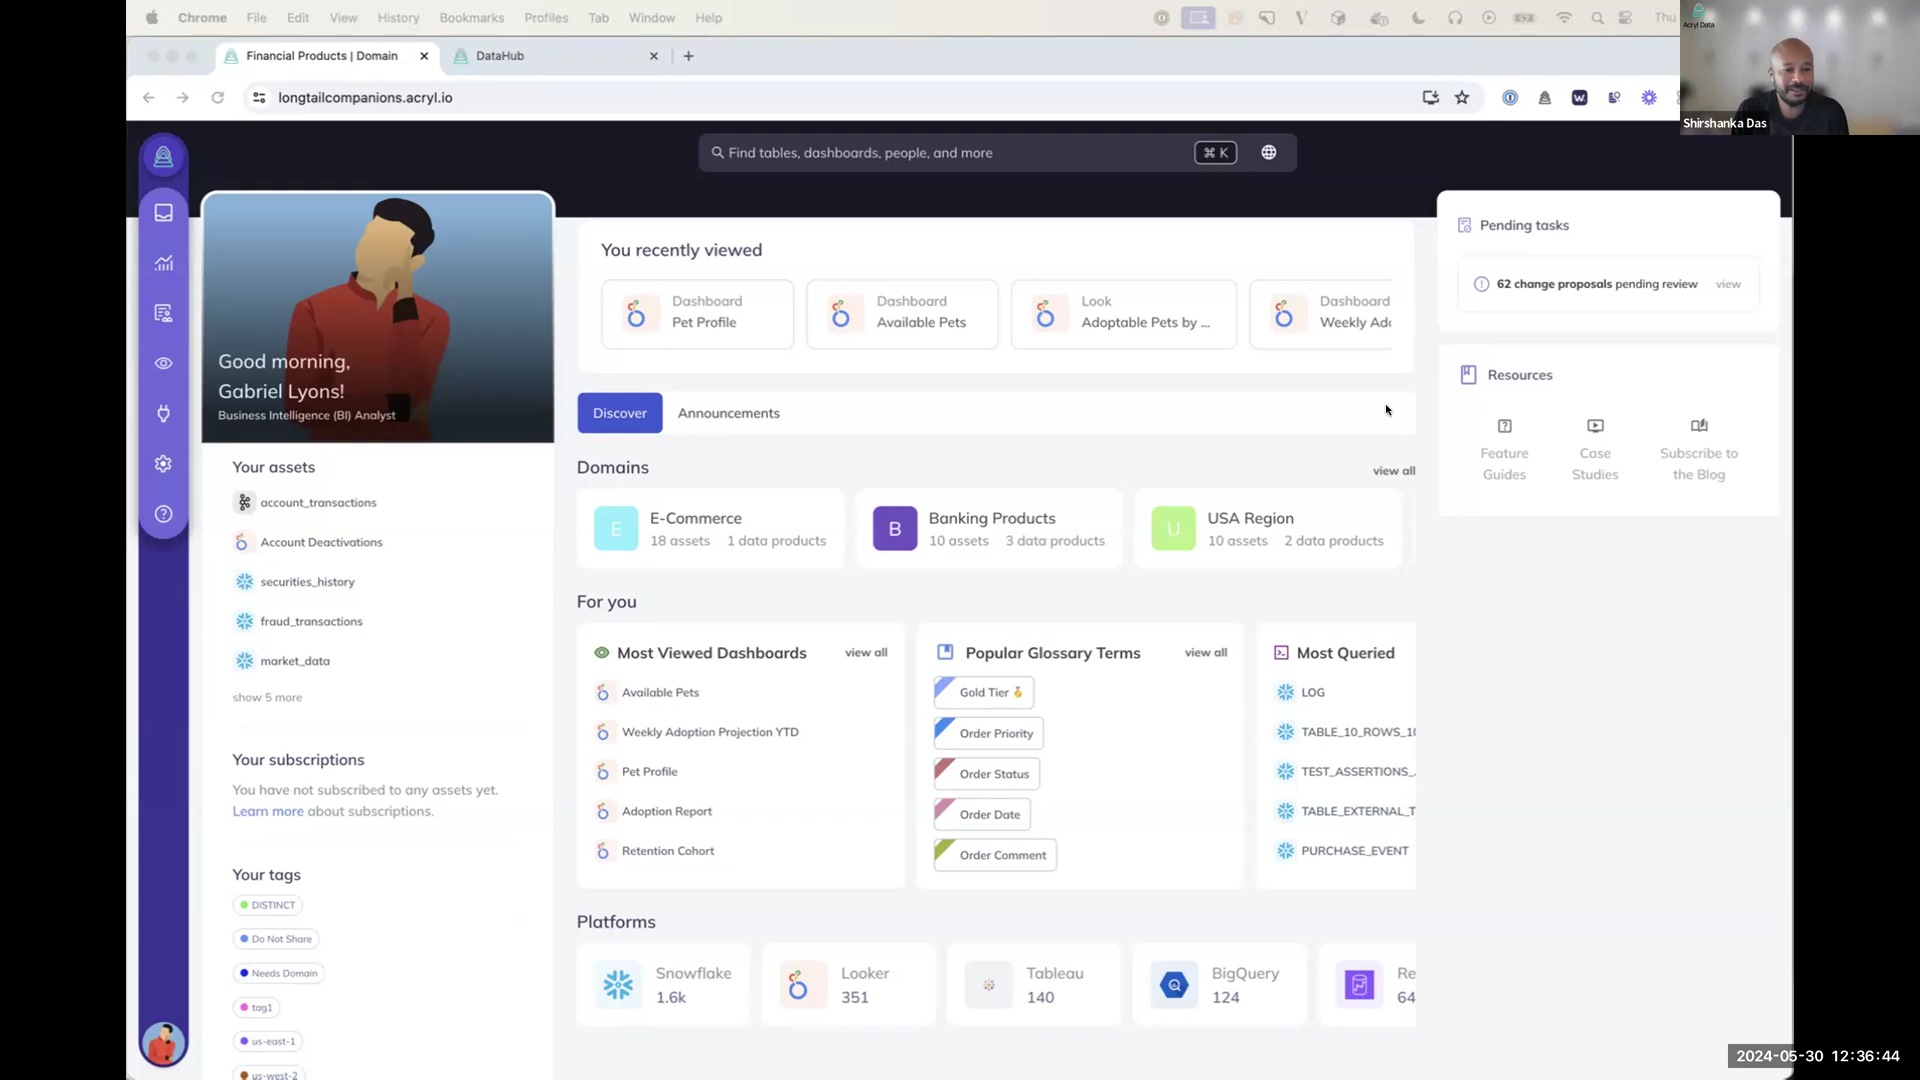 Chrome File Edit View History Bookmarks Profiles Tab Window Help Thu
Acryl Data
Shirshanka Das
Financial Products | Domain
DataHub
longtailcompanions.acryl.io
Find tables, dashboards, people, and more
⌘ K
Good morning,
Gabriel Lyons!
Business Intelligence (BI) Analyst
Your assets
account_transactions
Account Deactivations
securities_history
fraud_transactions
market_data
show 5 more
Your subscriptions
You have not subscribed to any assets yet.
Learn more about subscriptions.
Your tags
DISTINCT
Do Not Share
Needs Domain
tag1
us-east-1
us-west-2
You recently viewed
Dashboard
Pet Profile
Dashboard
Available Pets
Look
Adoptable Pets by ...
Dashboard
Weekly Ado
Discover
Announcements
Domains
view all
E
E-Commerce
18 assets 1 data products
B
Banking Products
10 assets 3 data products
U
USA Region
10 assets 2 data products
For you
Most Viewed Dashboards
view all
Available Pets
Weekly Adoption Projection YTD
Pet Profile
Adoption Report
Retention Cohort
Popular Glossary Terms
view all
Gold Tier 🥇
Order Priority
Order Status
Order Date
Order Comment
Most Queried
LOG
TABLE_10_ROWS_10
TEST_ASSERTIONS_
TABLE_EXTERNAL_T
PURCHASE_EVENT
Platforms
Snowflake
1.6k
Looker
351
Tableau
140
BigQuery
124
Re
64
Pending tasks
62 change proposals pending review
view
Resources
Feature
Guides
Case
Studies
Subscribe to
the Blog
2024-05-30 12:36:44